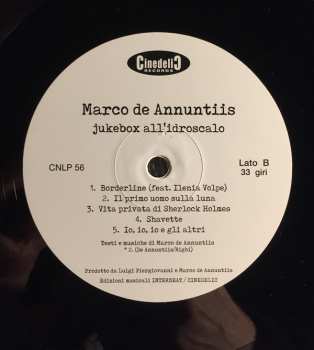 CinedeliC
RECORDS
Marco de Annuntiis
jukebox all'idroscalo
CNLP 56
Lato B
33 giri
1. Borderline (feat. Ilenia Volpe)
2. Il primo uomo sulla luna
3. Vita privata di Sherlock Holmes
4. Shavette
5. Io, io, io e gli altri
Testi e musiche di Marco de Annuntiis
* 2. (De Annuntiis/Righi)
Prodotto da Luigi Piergiovanni e Marco de Annuntiis
Edizioni musicali INTERBEAT / CINEDELIC